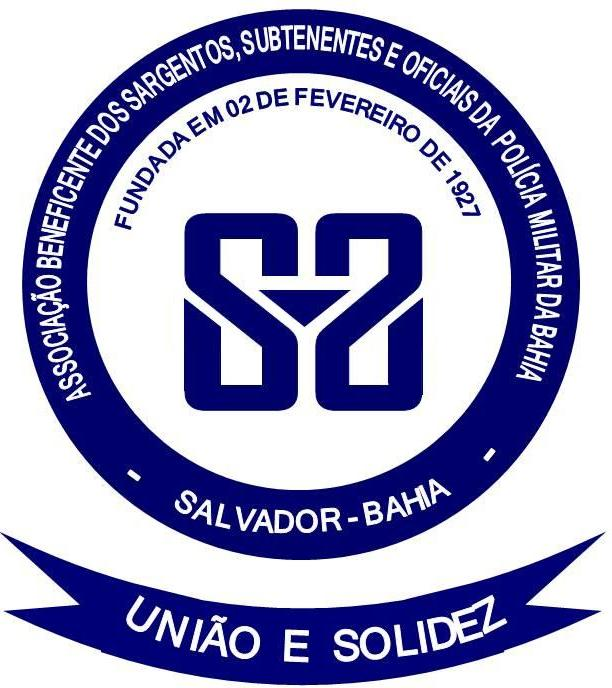 ASSOCIAÇÃO BENEFICENTE DOS SARGENTOS, SUBTENENTES E OFICIAIS DA POLÍCIA MILITAR DA BAHIA
FUNDADA EM 02 DE FEVEREIRO DE 1927
- SALVADOR - BAHIA -
UNIÃO E SOLIDEZ